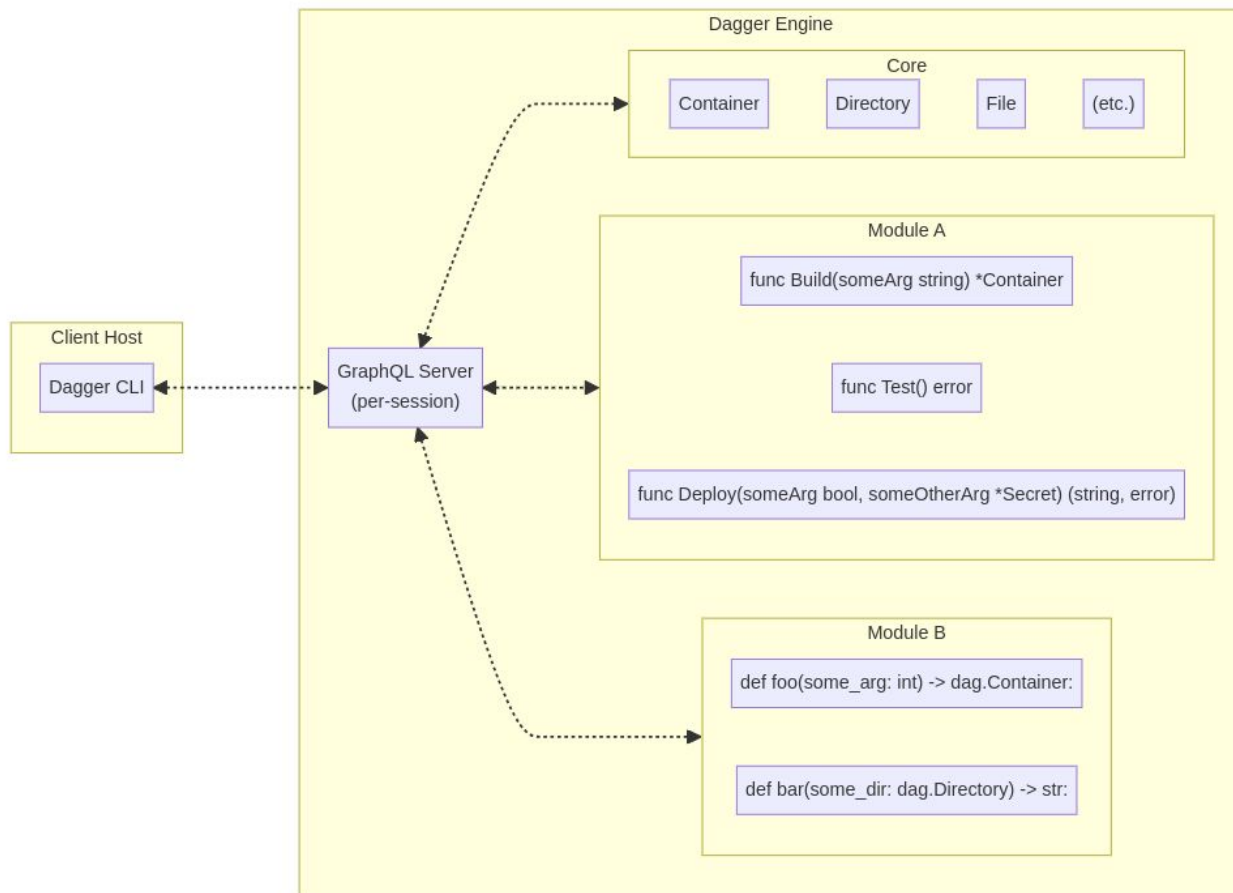 Dagger Engine
Core
Container
Directory
File
(etc.)
Module A
func Build(someArg string) *Container
Client Host
Dagger CLI
GraphQL Server
(per-session)
func Test() error
func Deploy(someArg bool, someOtherArg *Secret) (string, error)
Module B
def foo(some_arg: int) -> dag.Container:
def bar(some_dir: dag.Directory) -> str: